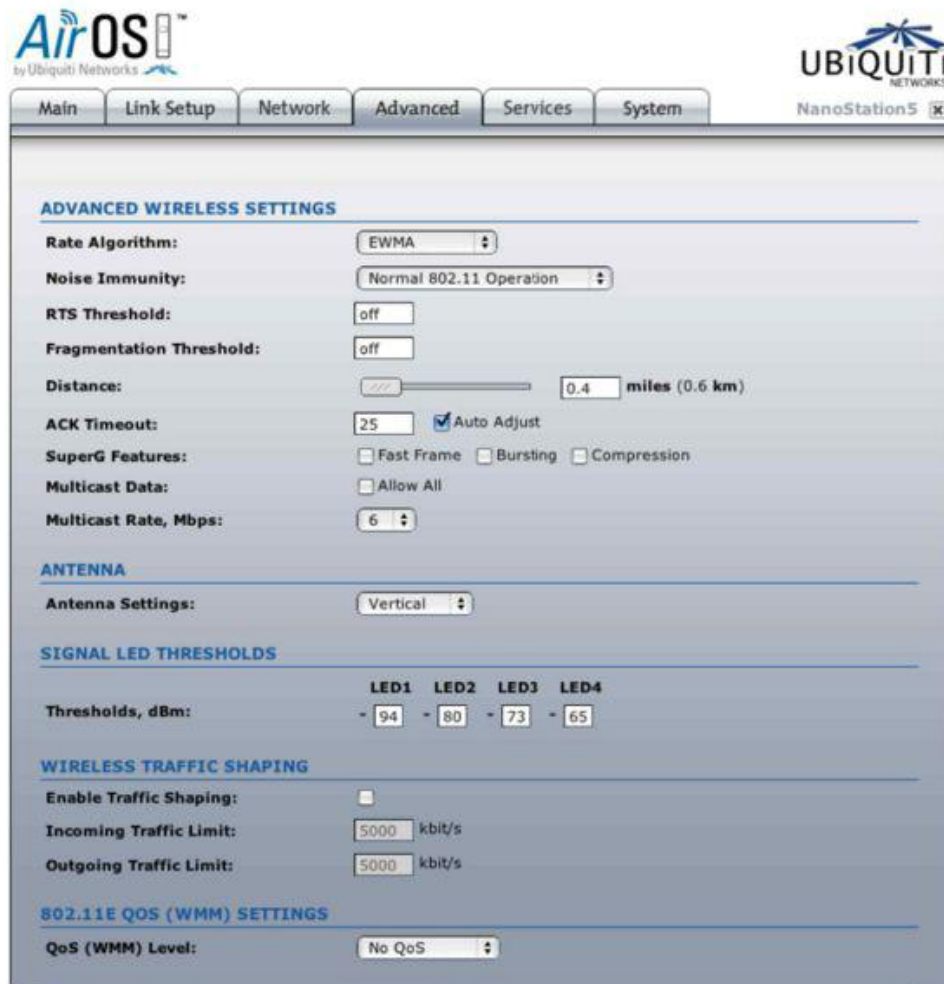 AirOS™
by Ubiquiti Networks
UBiQUiTi
NETWORKS
Main Link Setup Network Advanced Services System NanoStation5
ADVANCED WIRELESS SETTINGS
Rate Algorithm: EWMA
Noise Immunity: Normal 802.11 Operation
RTS Threshold: off
Fragmentation Threshold: off
Distance: 0.4 miles (0.6 km)
ACK Timeout: 25 Auto Adjust
SuperG Features: Fast Frame Bursting Compression
Multicast Data: Allow All
Multicast Rate, Mbps: 6
ANTENNA
Antenna Settings: Vertical
SIGNAL LED THRESHOLDS
LED1 LED2 LED3 LED4
Thresholds, dBm: - 94 - 80 - 73 - 65
WIRELESS TRAFFIC SHAPING
Enable Traffic Shaping:
Incoming Traffic Limit: 5000 kbit/s
Outgoing Traffic Limit: 5000 kbit/s
802.11E QOS (WMM) SETTINGS
QoS (WMM) Level: No QoS